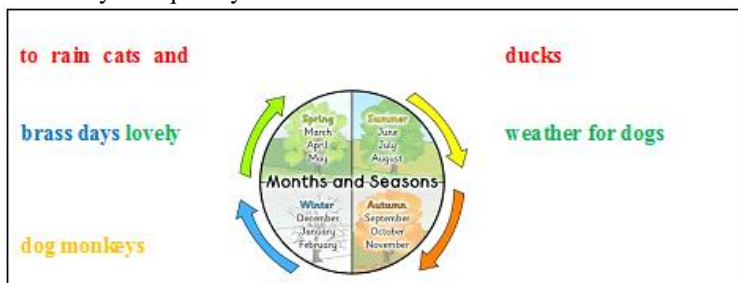 to rain cats and
ducks
brass days lovely
weather for dogs
Spring
March
April
May
Summer
June
July
August
Months and Seasons
Winter
December
January
February
Autumn
September
October
November
dog monkeys